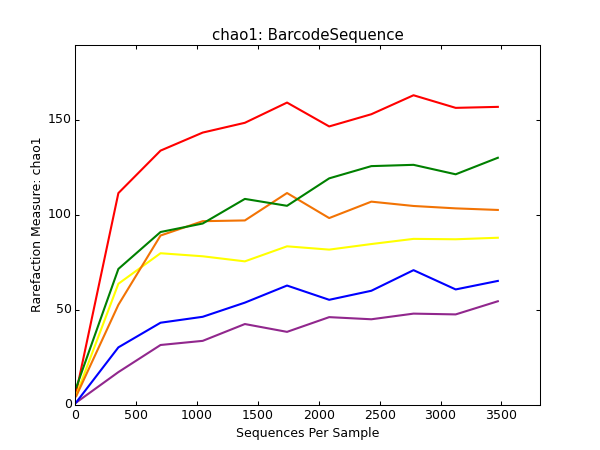 chao1: BarcodeSequence
Rarefaction Measure: chao1
150
100
50
0
0 500 1000 1500 2000 2500 3000 3500
Sequences Per Sample